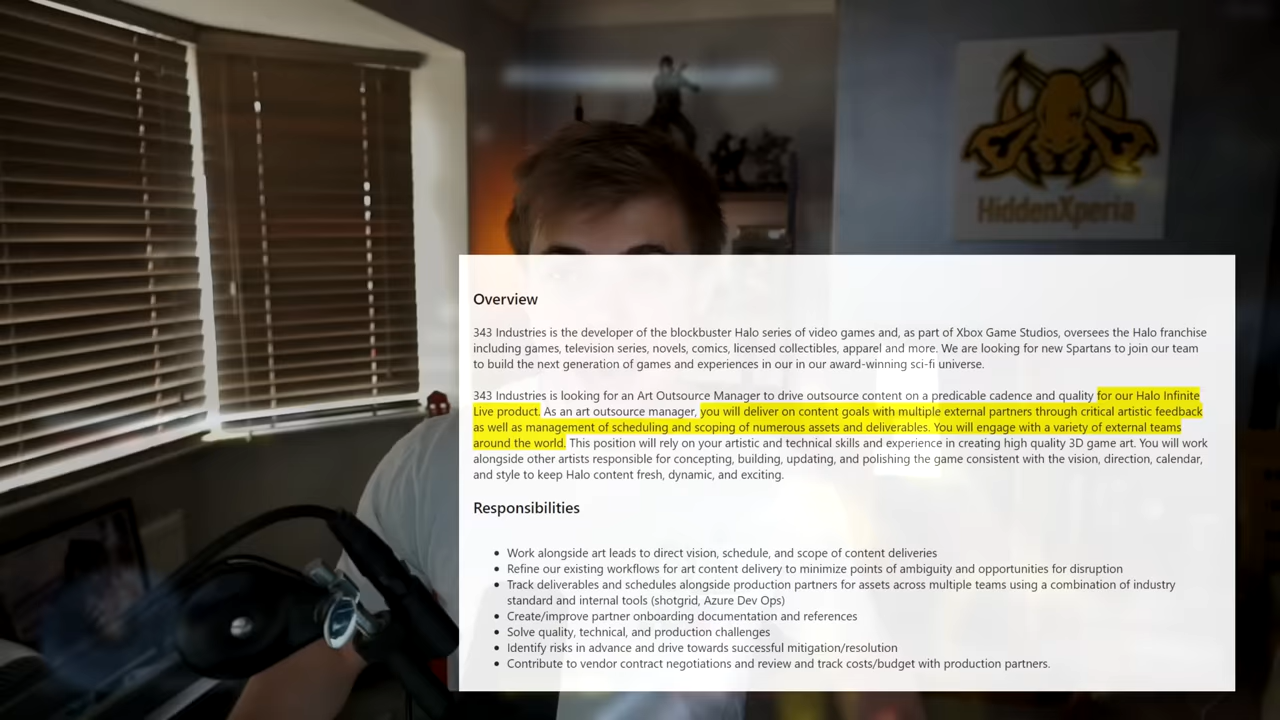 HiddenXperia
Overview
343 Industries is the developer of the blockbuster Halo series of video games and, as part of Xbox Game Studios, oversees the Halo franchise
including games, television series, novels, comics, licensed collectibles, apparel and more. We are looking for new Spartans to join our team
to build the next generation of games and experiences in our in our award-winning sci-fi universe.
343 Industries is looking for an Art Outsource Manager to drive outsource content on a predicable cadence and quality for our Halo Infinite
Live product. As an art outsource manager, you will deliver on content goals with multiple external partners through critical artistic feedback
as well as management of scheduling and scoping of numerous assets and deliverables. You will engage with a variety of external teams
around the world. This position will rely on your artistic and technical skills and experience in creating high quality 3D game art. You will work
alongside other artists responsible for concepting, building, updating, and polishing the game consistent with the vision, direction, calendar,
and style to keep Halo content fresh, dynamic, and exciting.
Responsibilities
• Work alongside art leads to direct vision, schedule, and scope of content deliveries
• Refine our existing workflows for art content delivery to minimize points of ambiguity and opportunities for disruption
• Track deliverables and schedules alongside production partners for assets across multiple teams using a combination of industry
standard and internal tools (shotgrid, Azure Dev Ops)
• Create/improve partner onboarding documentation and references
• Solve quality, technical, and production challenges
• Identify risks in advance and drive towards successful mitigation/resolution
• Contribute to vendor contract negotiations and review and track costs/budget with production partners.